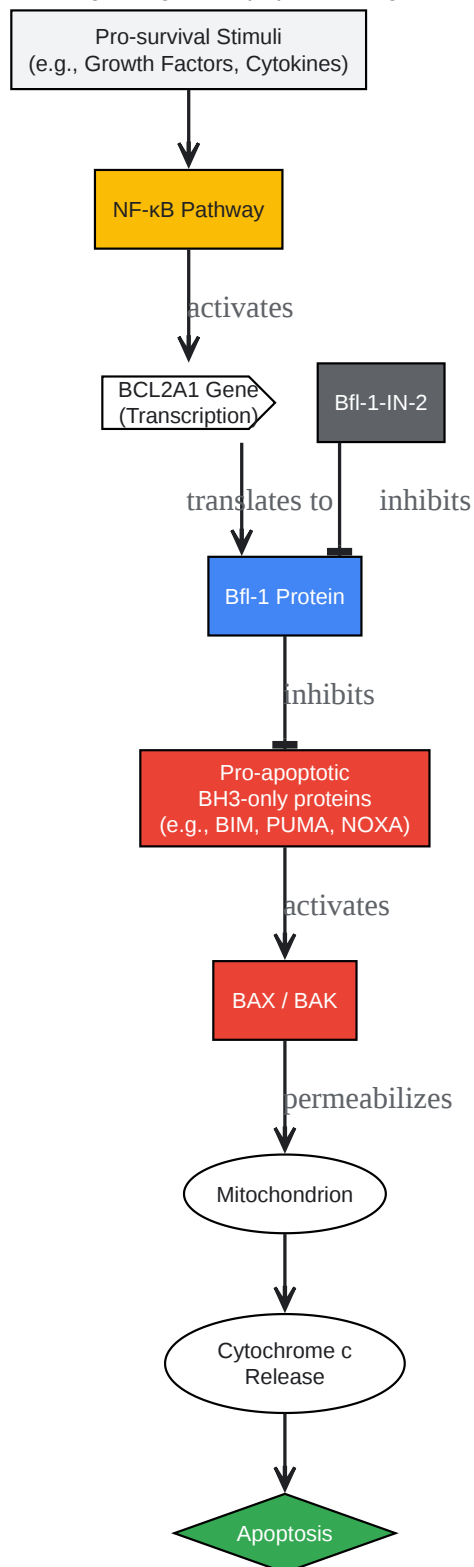 Pro-survival Stimuli
(e.g., Growth Factors, Cytokines)
NF-κB Pathway
activates
BCL2A1 Gene
(Transcription)
Bfl-1-IN-2
translates to
inhibits
Bfl-1 Protein
inhibits
Pro-apoptotic
BH3-only proteins
(e.g., BIM, PUMA, NOXA)
activates
BAX / BAK
permeabilizes
Mitochondrion
Cytochrome c
Release
Apoptosis